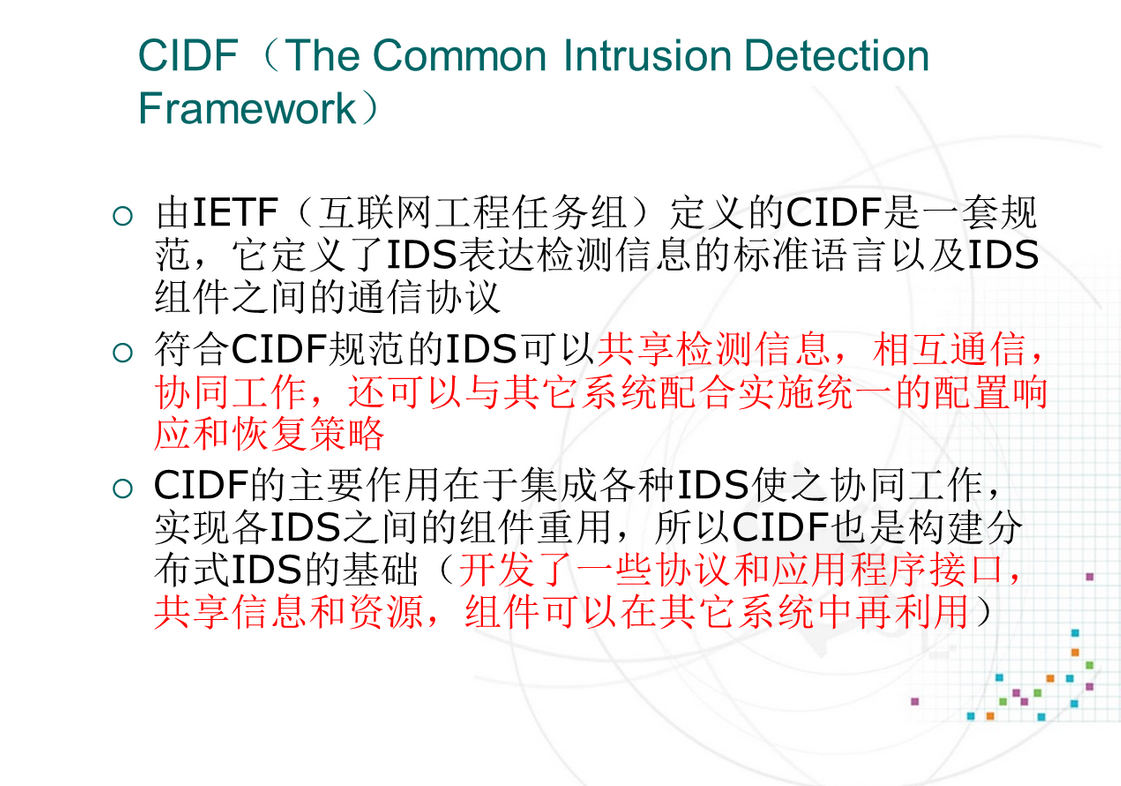 CIDF（The Common Intrusion Detection
Framework）
由IETF（互联网工程任务组）定义的CIDF是一套规
范，它定义了IDS表达检测信息的标准语言以及IDS
组件之间的通信协议
符合CIDF规范的IDS可以共享检测信息，相互通信，
协同工作，还可以与其它系统配合实施统一的配置响
应和恢复策略
CIDF的主要作用在于集成各种IDS使之协同工作，
实现各IDS之间的组件重用，所以CIDF也是构建分
布式IDS的基础（开发了一些协议和应用程序接口，
共享信息和资源，组件可以在其它系统中再利用）